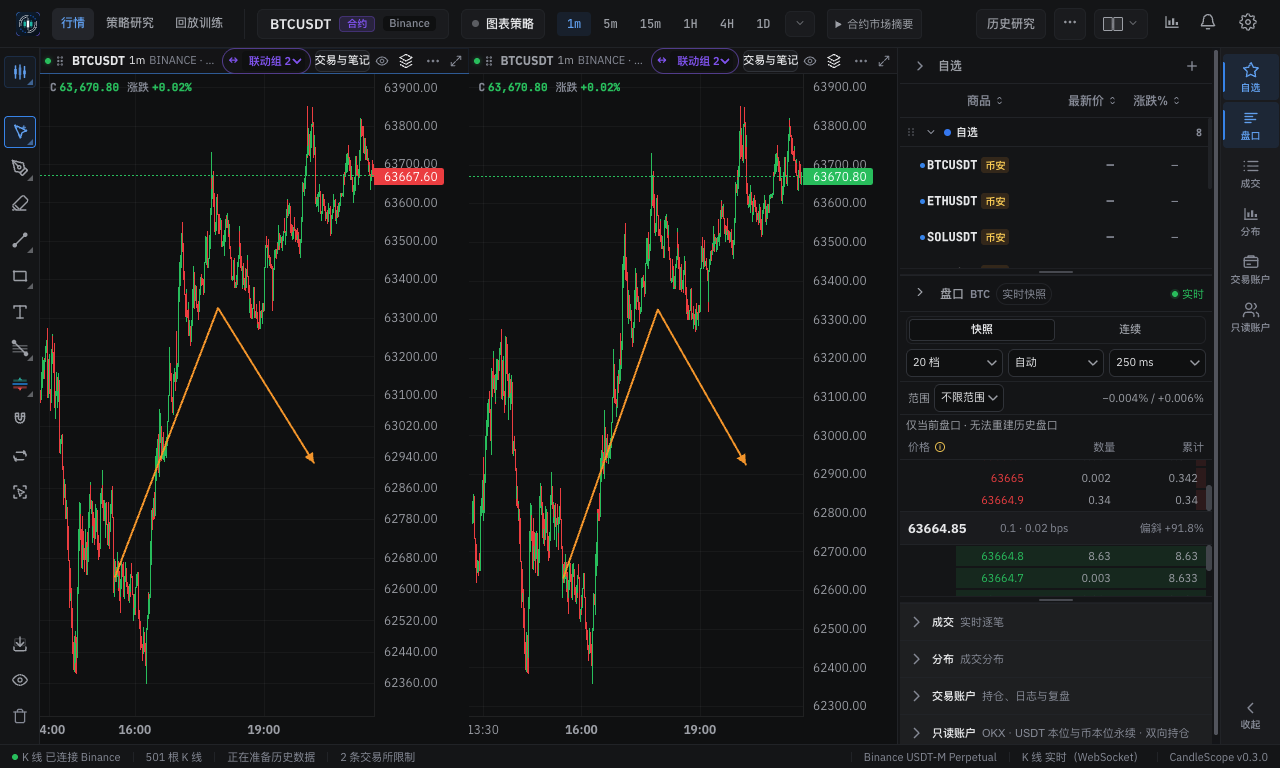 行情 策略研究 回放训练 BTCUSDT 合约 Binance 图表策略 1m 5m 15m 1H 4H 1D 合约市场摘要 历史研究
BTCUSDT 1m BINANCE · ... 联动组 2 交易与笔记
C 63,670.80 涨跌 +0.02%
63900.00
63800.00
63700.00
63667.60
63600.00
63500.00
63400.00
63300.00
63200.00
63100.00
63020.00
62940.00
62860.00
62780.00
62680.00
62600.00
62520.00
62440.00
62360.00
4:00 16:00 19:00
BTCUSDT 1m BINANCE · ... 联动组 2 交易与笔记
C 63,670.80 涨跌 +0.02%
63900.00
63800.00
63700.00
63670.80
63600.00
63500.00
63400.00
63300.00
63200.00
63100.00
63000.00
62900.00
62800.00
62700.00
62600.00
62500.00
62400.00
62300.00
13:30 16:00 19:00
自选
商品 最新价 涨跌%
自选 8
BTCUSDT 币安 — —
ETHUSDT 币安 — —
SOLUSDT 币安 — —
盘口 BTC 实时快照 实时
快照 连续
20 档 自动 250 ms
范围 不限范围 −0.004% / +0.006%
仅当前盘口 · 无法重建历史盘口
价格 数量 累计
63665 0.002 0.342
63664.9 0.34 0.34
63664.85 0.1 · 0.02 bps 偏斜 +91.8%
63664.8 8.63 8.63
63664.7 0.003 8.633
成交 实时逐笔
分布 成交分布
交易账户 持仓、日志与复盘
只读账户 OKX · USDT 本位与币本位永续 · 双向持仓
自选
盘口
成交
分布
交易账户
只读账户
收起
K 线 已连接 Binance 501 根 K 线 正在准备历史数据 2 条交易所限制 Binance USDT-M Perpetual K 线 实时（WebSocket） CandleScope v0.3.0